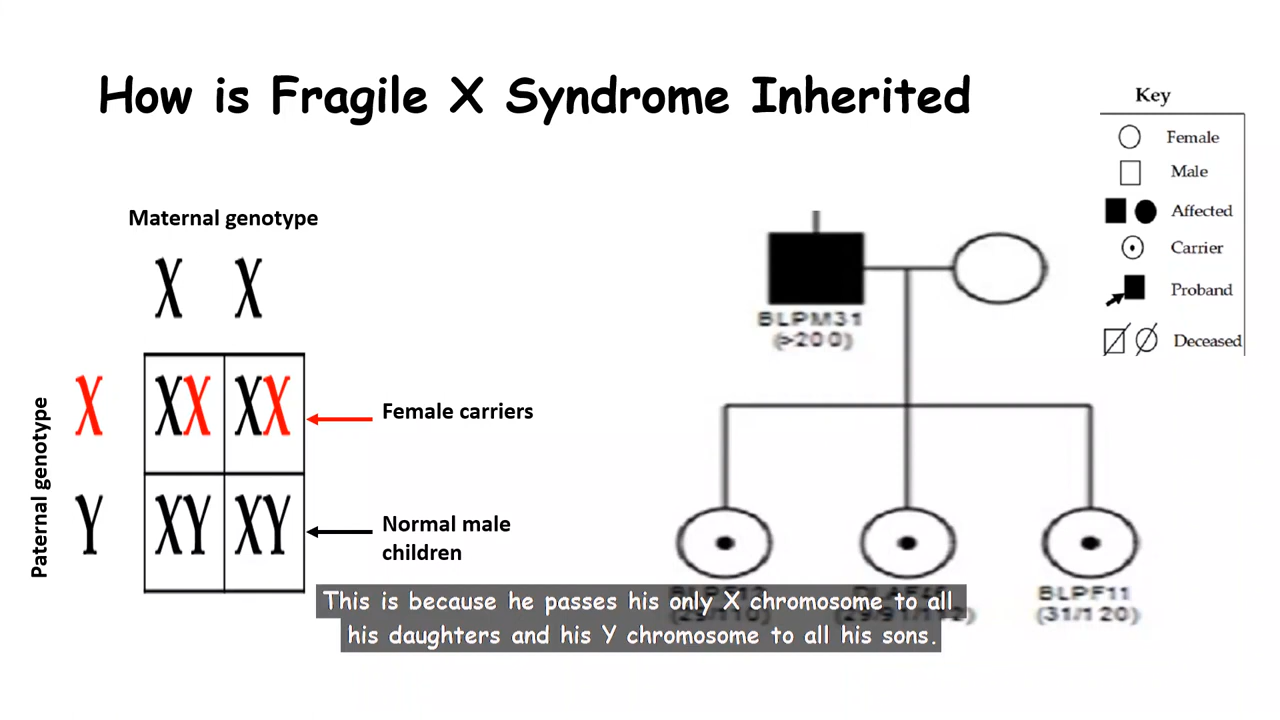 How is Fragile X Syndrome Inherited
Key
Female
Male
Affected
Carrier
Proband
Deceased
Maternal genotype
X X
Paternal genotype
X
XX XX
Female carriers
Y
XY XY
Normal male
children
BLPM31
(>200)
BLPF11
(31/120)
This is because he passes his only X chromosome to all
his daughters and his Y chromosome to all his sons.